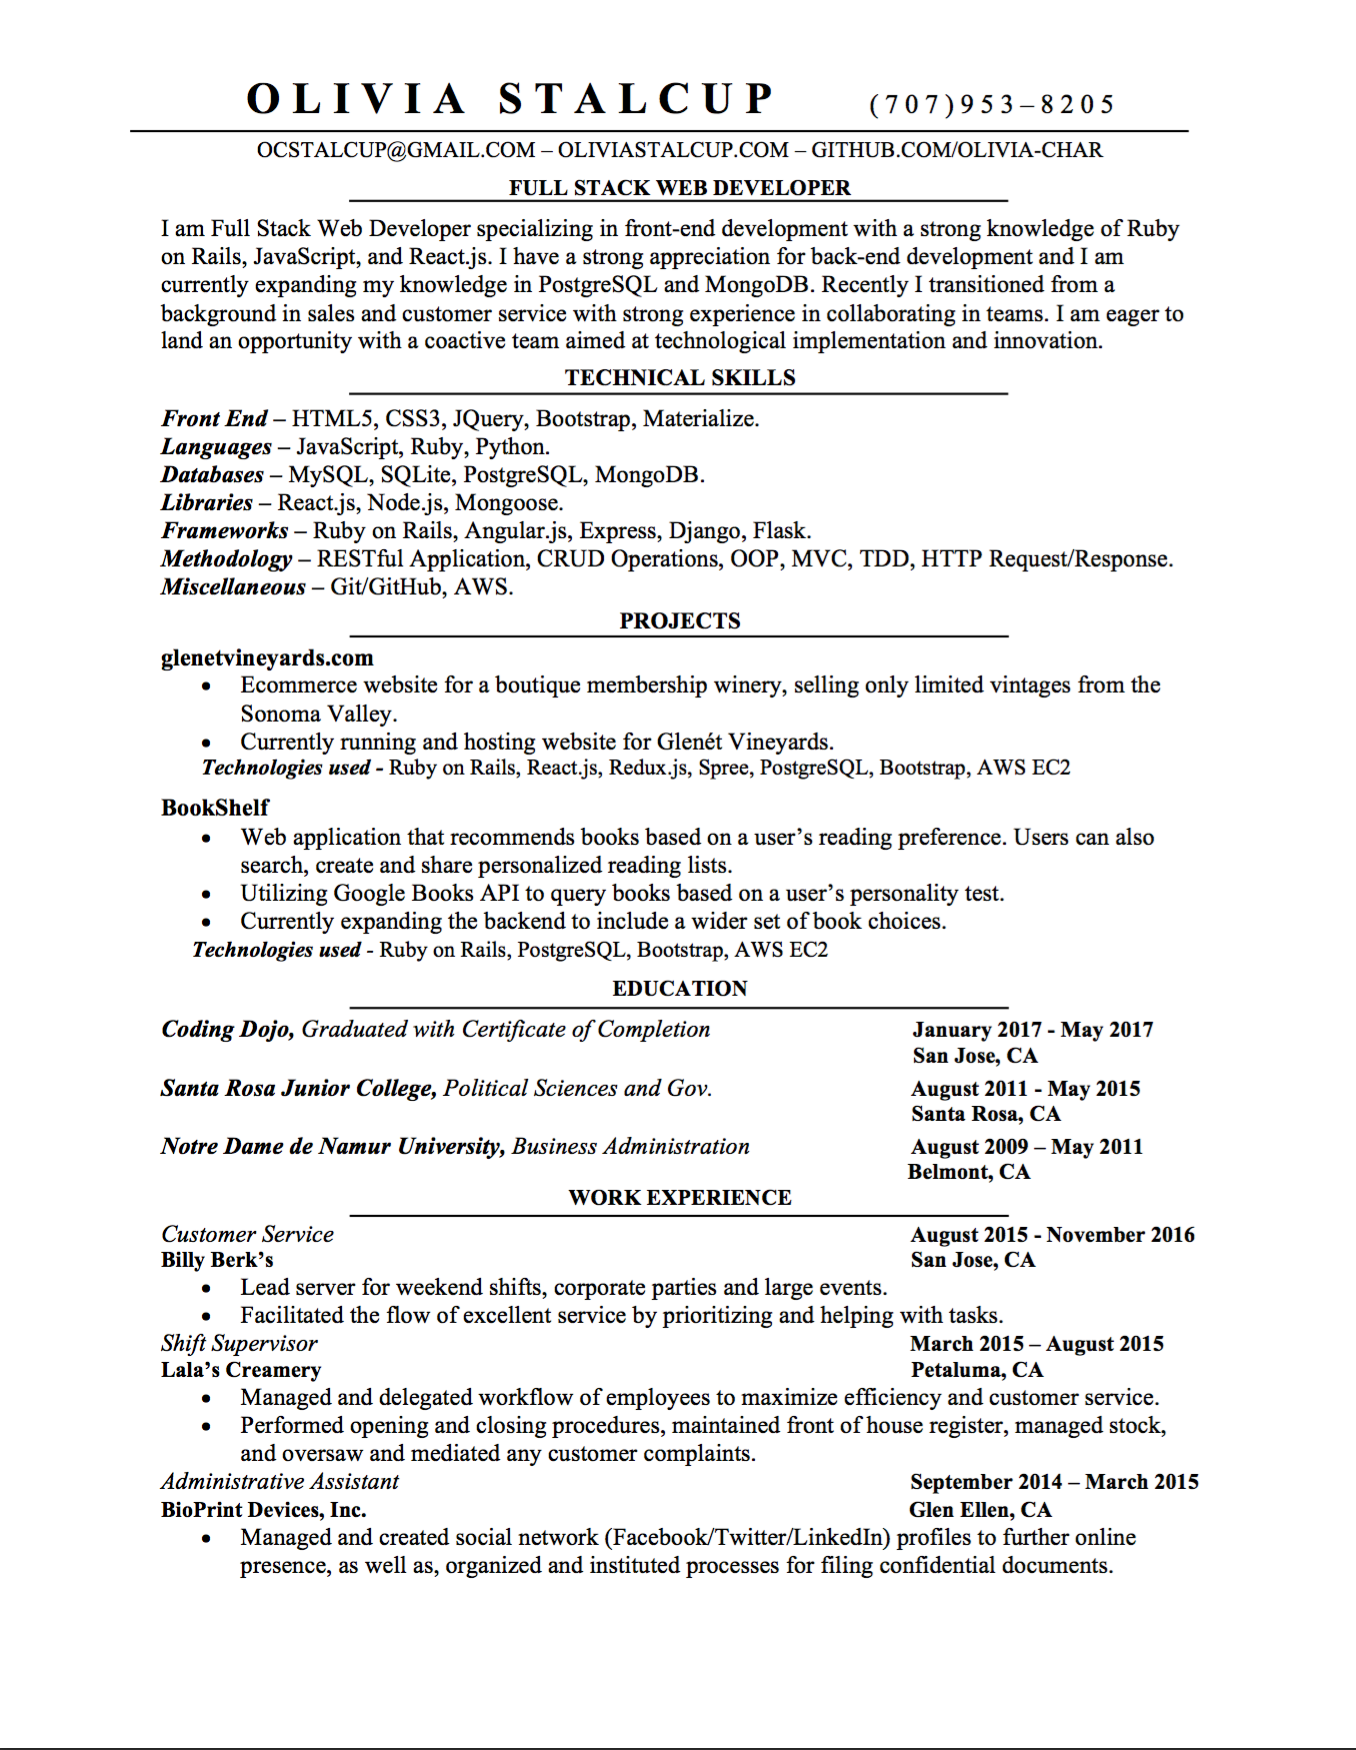 OLIVIA STALCUP (707)953–8205
OCSTALCUP@GMAIL.COM – OLIVIASTALCUP.COM – GITHUB.COM/OLIVIA-CHAR
FULL STACK WEB DEVELOPER
I am Full Stack Web Developer specializing in front-end development with a strong knowledge of Ruby
on Rails, JavaScript, and React.js. I have a strong appreciation for back-end development and I am
currently expanding my knowledge in PostgreSQL and MongoDB. Recently I transitioned from a
background in sales and customer service with strong experience in collaborating in teams. I am eager to
land an opportunity with a coactive team aimed at technological implementation and innovation.
TECHNICAL SKILLS
Front End – HTML5, CSS3, JQuery, Bootstrap, Materialize.
Languages – JavaScript, Ruby, Python.
Databases – MySQL, SQLite, PostgreSQL, MongoDB.
Libraries – React.js, Node.js, Mongoose.
Frameworks – Ruby on Rails, Angular.js, Express, Django, Flask.
Methodology – RESTful Application, CRUD Operations, OOP, MVC, TDD, HTTP Request/Response.
Miscellaneous – Git/GitHub, AWS.
PROJECTS
glenetvineyards.com
• Ecommerce website for a boutique membership winery, selling only limited vintages from the
Sonoma Valley.
• Currently running and hosting website for Glenét Vineyards.
Technologies used - Ruby on Rails, React.js, Redux.js, Spree, PostgreSQL, Bootstrap, AWS EC2
BookShelf
• Web application that recommends books based on a user’s reading preference. Users can also
search, create and share personalized reading lists.
• Utilizing Google Books API to query books based on a user’s personality test.
• Currently expanding the backend to include a wider set of book choices.
Technologies used - Ruby on Rails, PostgreSQL, Bootstrap, AWS EC2
EDUCATION
Coding Dojo, Graduated with Certificate of Completion January 2017 - May 2017
San Jose, CA
Santa Rosa Junior College, Political Sciences and Gov. August 2011 - May 2015
Santa Rosa, CA
Notre Dame de Namur University, Business Administration August 2009 – May 2011
Belmont, CA
WORK EXPERIENCE
Customer Service August 2015 - November 2016
Billy Berk’s San Jose, CA
• Lead server for weekend shifts, corporate parties and large events.
• Facilitated the flow of excellent service by prioritizing and helping with tasks.
Shift Supervisor March 2015 – August 2015
Lala’s Creamery Petaluma, CA
• Managed and delegated workflow of employees to maximize efficiency and customer service.
• Performed opening and closing procedures, maintained front of house register, managed stock,
and oversaw and mediated any customer complaints.
Administrative Assistant September 2014 – March 2015
BioPrint Devices, Inc. Glen Ellen, CA
• Managed and created social network (Facebook/Twitter/LinkedIn) profiles to further online
presence, as well as, organized and instituted processes for filing confidential documents.